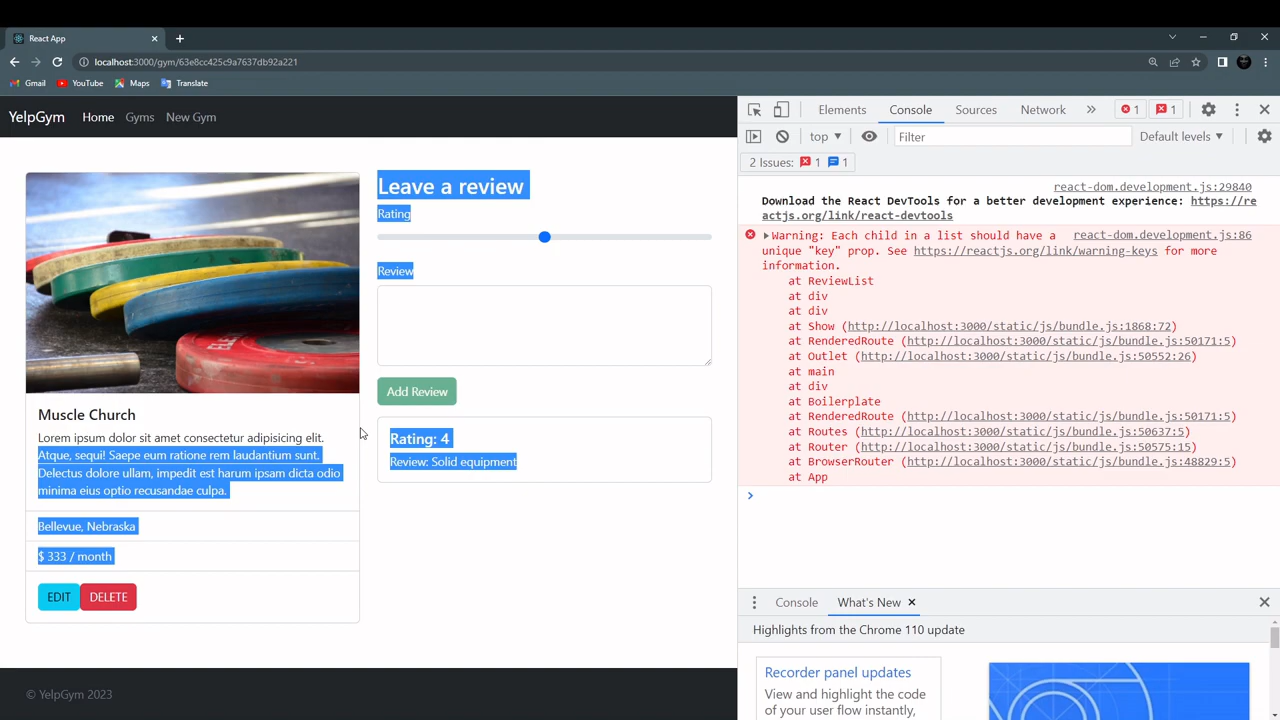 React App
localhost:3000/gym/63e8cc425c9a7637db92a221
Gmail YouTube Maps Translate
YelpGym Home Gyms New Gym
Muscle Church
Lorem ipsum dolor sit amet consectetur adipisicing elit.
Atque, sequi! Saepe eum ratione rem laudantium sunt.
Delectus dolore ullam, impedit est harum ipsam dicta odio
minima eius optio recusandae culpa.
Bellevue, Nebraska
$ 333 / month
EDIT DELETE
Leave a review
Rating
Review
Add Review
Rating: 4
Review: Solid equipment
© YelpGym 2023
Elements Console Sources Network » 1 1
top Filter Default levels
2 Issues: 1 1
react-dom.development.js:29840
Download the React DevTools for a better development experience: https://re
actjs.org/link/react-devtools
Warning: Each child in a list should have a react-dom.development.js:86
unique "key" prop. See https://reactjs.org/link/warning-keys for more
information.
at ReviewList
at div
at div
at Show (http://localhost:3000/static/js/bundle.js:1868:72)
at RenderedRoute (http://localhost:3000/static/js/bundle.js:50171:5)
at Outlet (http://localhost:3000/static/js/bundle.js:50552:26)
at main
at div
at Boilerplate
at RenderedRoute (http://localhost:3000/static/js/bundle.js:50171:5)
at Routes (http://localhost:3000/static/js/bundle.js:50637:5)
at Router (http://localhost:3000/static/js/bundle.js:50575:15)
at BrowserRouter (http://localhost:3000/static/js/bundle.js:48829:5)
at App
Console What's New
Highlights from the Chrome 110 update
Recorder panel updates
View and highlight the code
of your user flow instantly,